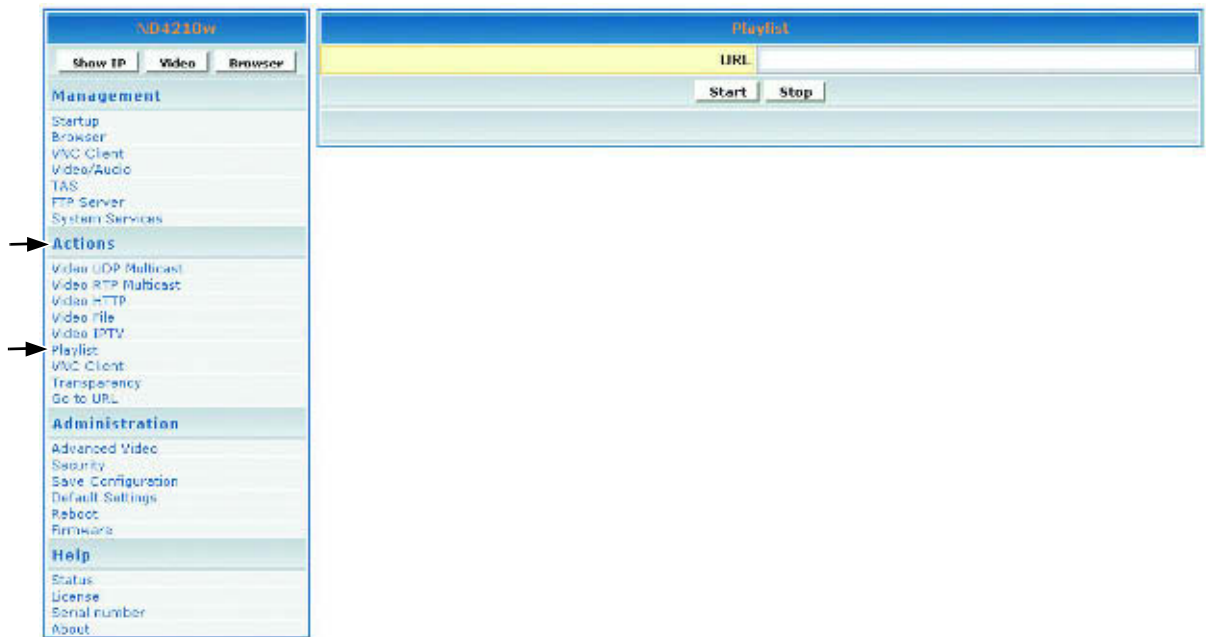 ND4210w
Show IP Video Browser
Management
Startup
Browser
VNC Client
Video/Audio
TAS
FTP Server
System Services
Actions
Video UDP Multicast
Video RTP Multicast
Video HTTP
Video File
Video IPTV
Playlist
VNC Client
Transparency
Go to URL
Administration
Advanced Video
Security
Save Configuration
Default Settings
Reboot
Firmware
Help
Status
License
Serial number
About
Playlist
URL
Start Stop